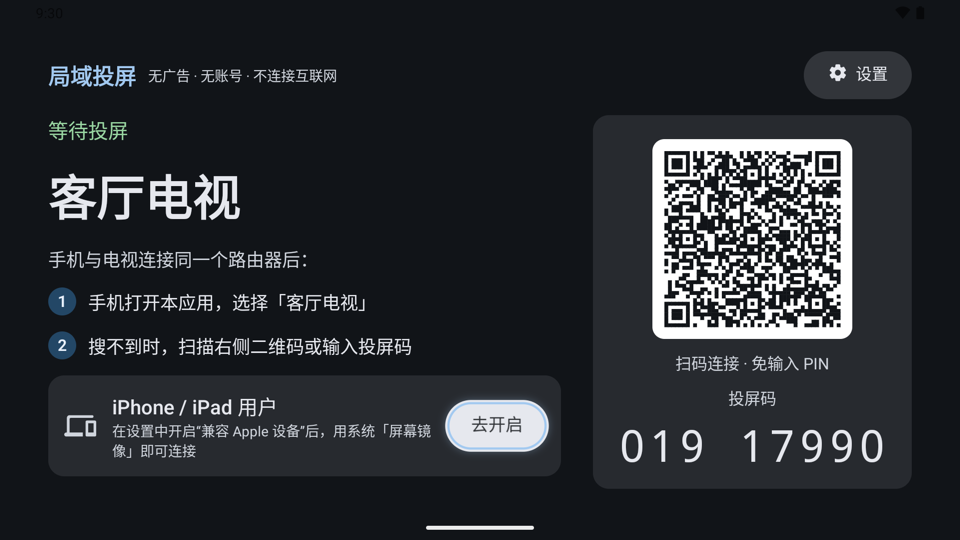 9:30
局域投屏 无广告 · 无账号 · 不连接互联网
设置
等待投屏
客厅电视
手机与电视连接同一个路由器后：
1 手机打开本应用，选择「客厅电视」
2 搜不到时，扫描右侧二维码或输入投屏码
iPhone / iPad 用户
在设置中开启“兼容 Apple 设备”后，用系统「屏幕镜
像」即可连接
去开启
扫码连接 · 免输入 PIN
投屏码
019 17990